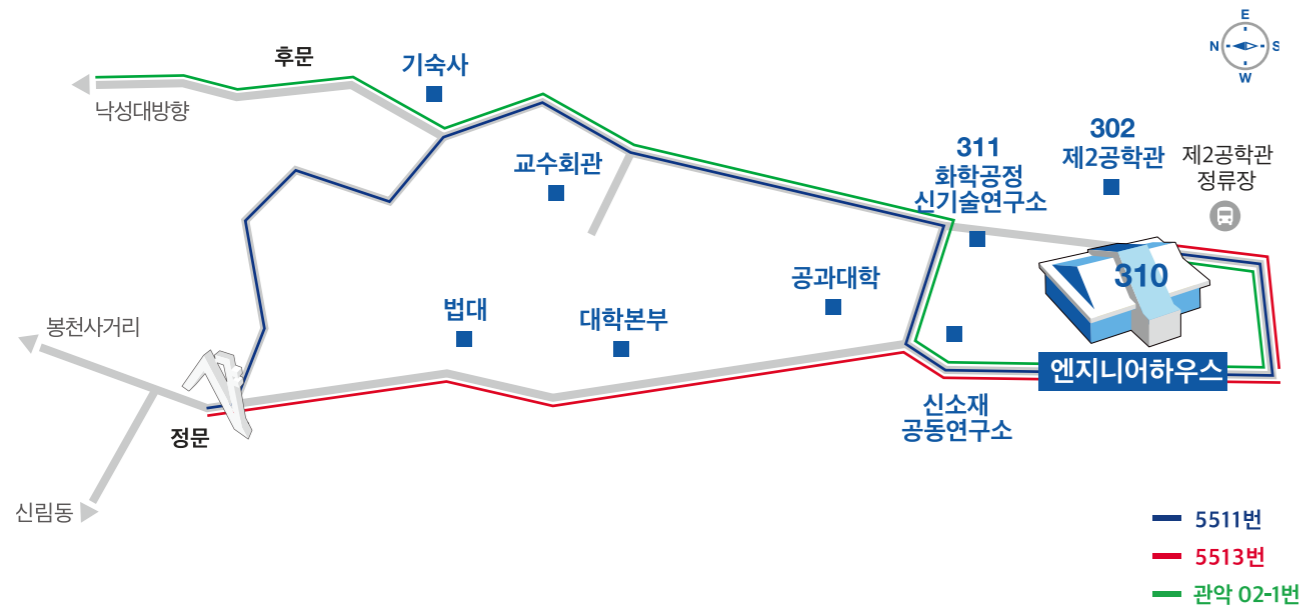 E
N
S
W
후문
기숙사
낙성대방향
교수회관
311
화학공정
신기술연구소
302
제2공학관
제2공학관
정류장
310
공과대학
법대
대학본부
봉천사거리
엔지니어하우스
정문
신소재
공동연구소
신림동
5511번
5513번
관악 02-1번